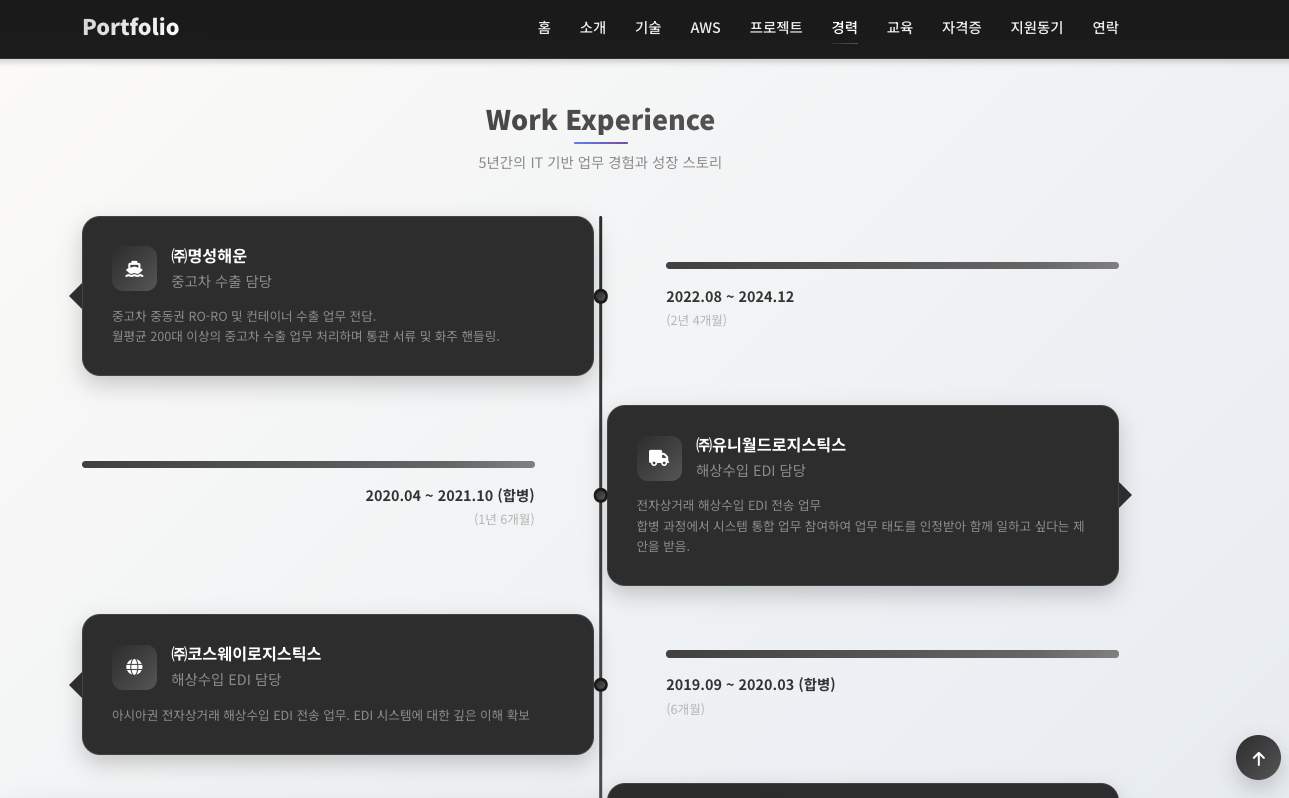 Portfolio
홈 소개 기술 AWS 프로젝트 경력 교육 자격증 지원동기 연락
Work Experience
5년간의 IT 기반 업무 경험과 성장 스토리
㈜명성해운
중고차 수출 담당
중고차 중동권 RO-RO 및 컨테이너 수출 업무 전담.
월평균 200대 이상의 중고차 수출 업무 처리하며 통관 서류 및 화주 핸들링.
2022.08 ~ 2024.12
(2년 4개월)
㈜유니월드로지스틱스
해상수입 EDI 담당
전자상거래 해상수입 EDI 전송 업무
합병 과정에서 시스템 통합 업무 참여하여 업무 태도를 인정받아 함께 일하고 싶다는 제
안을 받음.
2020.04 ~ 2021.10 (합병)
(1년 6개월)
㈜코스웨이로지스틱스
해상수입 EDI 담당
아시아권 전자상거래 해상수입 EDI 전송 업무. EDI 시스템에 대한 깊은 이해 확보
2019.09 ~ 2020.03 (합병)
(6개월)